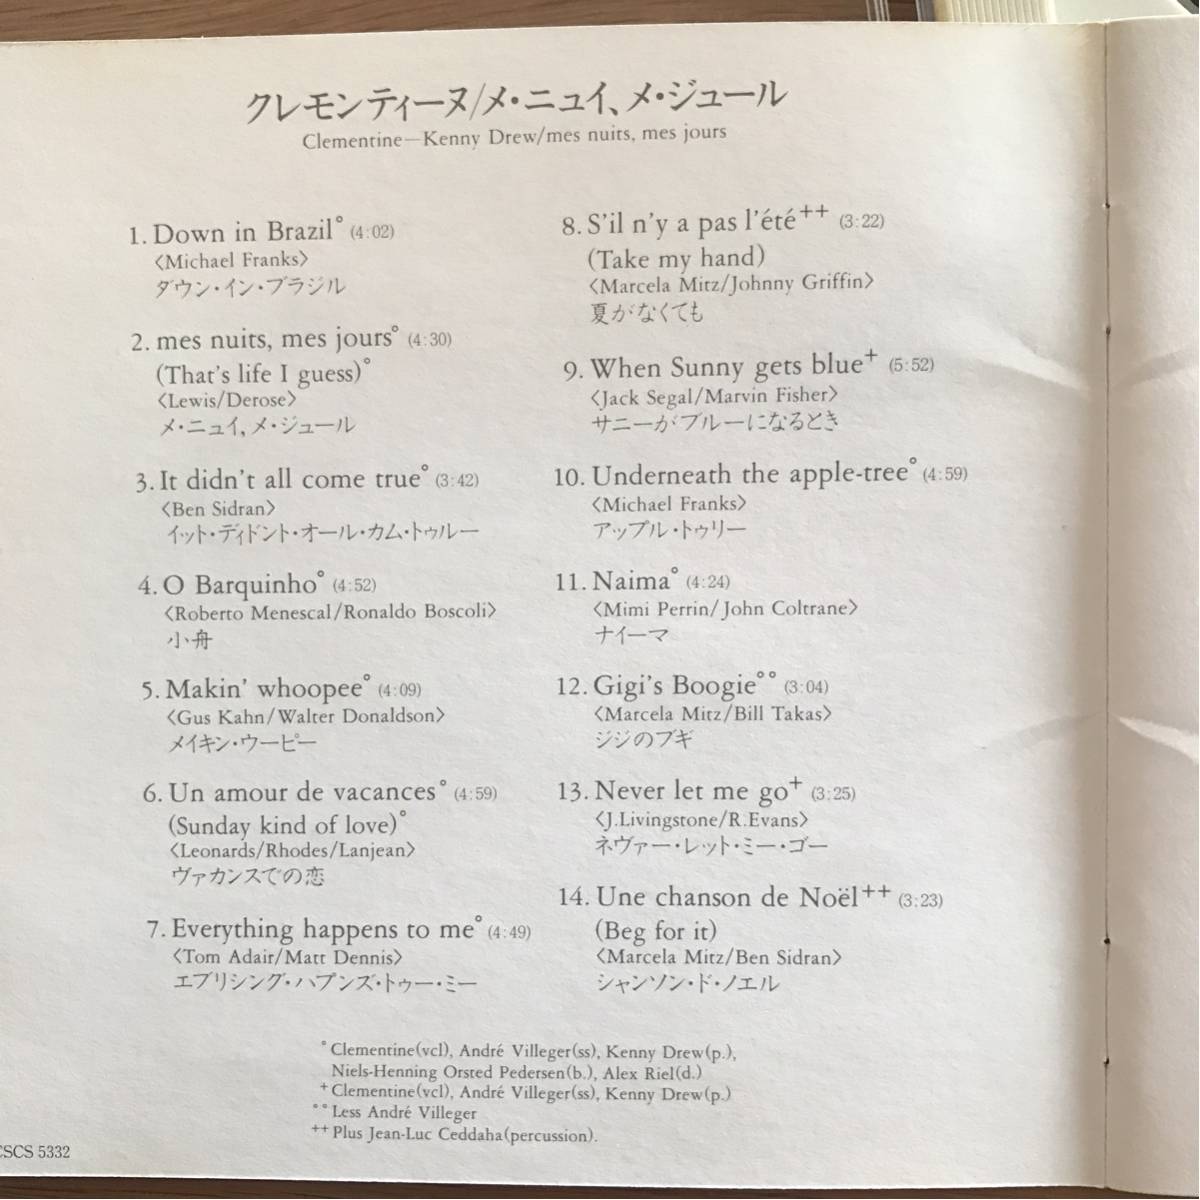 クレモンティーヌ/メ・ニュイ、メ・ジュール
Clementine—Kenny Drew/mes nuits, mes jours
1. Down in Brazil° (4:02)
〈Michael Franks〉
ダウン・イン・ブラジル
2. mes nuits, mes jours° (4:30)
(That's life I guess)°
〈Lewis/Derose〉
メ・ニュイ, メ・ジュール
3. It didn't all come true° (3:42)
〈Ben Sidran〉
イット・ディドント・オール・カム・トゥルー
4. O Barquinho° (4:52)
〈Roberto Menescal/Ronaldo Boscoli〉
小舟
5. Makin' whoopee° (4:09)
〈Gus Kahn/Walter Donaldson〉
メイキン・ウーピー
6. Un amour de vacances° (4:59)
(Sunday kind of love)°
〈Leonards/Rhodes/Lanjean〉
ヴァカンスでの恋
7. Everything happens to me° (4:49)
〈Tom Adair/Matt Dennis〉
エブリシング・ハプンズ・トゥー・ミー
8. S'il n'y a pas l'été++ (3:22)
(Take my hand)
〈Marcela Mitz/Johnny Griffin〉
夏がなくても
9. When Sunny gets blue+ (5:52)
〈Jack Segal/Marvin Fisher〉
サニーがブルーになるとき
10. Underneath the apple-tree° (4:59)
〈Michael Franks〉
アップル・トゥリー
11. Naima° (4:24)
〈Mimi Perrin/John Coltrane〉
ナイーマ
12. Gigi's Boogie°° (3:04)
〈Marcela Mitz/Bill Takas〉
ジジのブギ
13. Never let me go+ (3:25)
〈J.Livingstone/R.Evans〉
ネヴァー・レット・ミー・ゴー
14. Une chanson de Noël++ (3:23)
(Beg for it)
〈Marcela Mitz/Ben Sidran〉
シャンソン・ド・ノエル
° Clementine(vcl), André Villeger(ss), Kenny Drew(p.),
Niels-Henning Orsted Pedersen(b.), Alex Riel(d.)
+ Clementine(vcl), André Villeger(ss), Kenny Drew(p.)
°° Less André Villeger
++ Plus Jean-Luc Ceddaha(percussion).
CSCS 5332